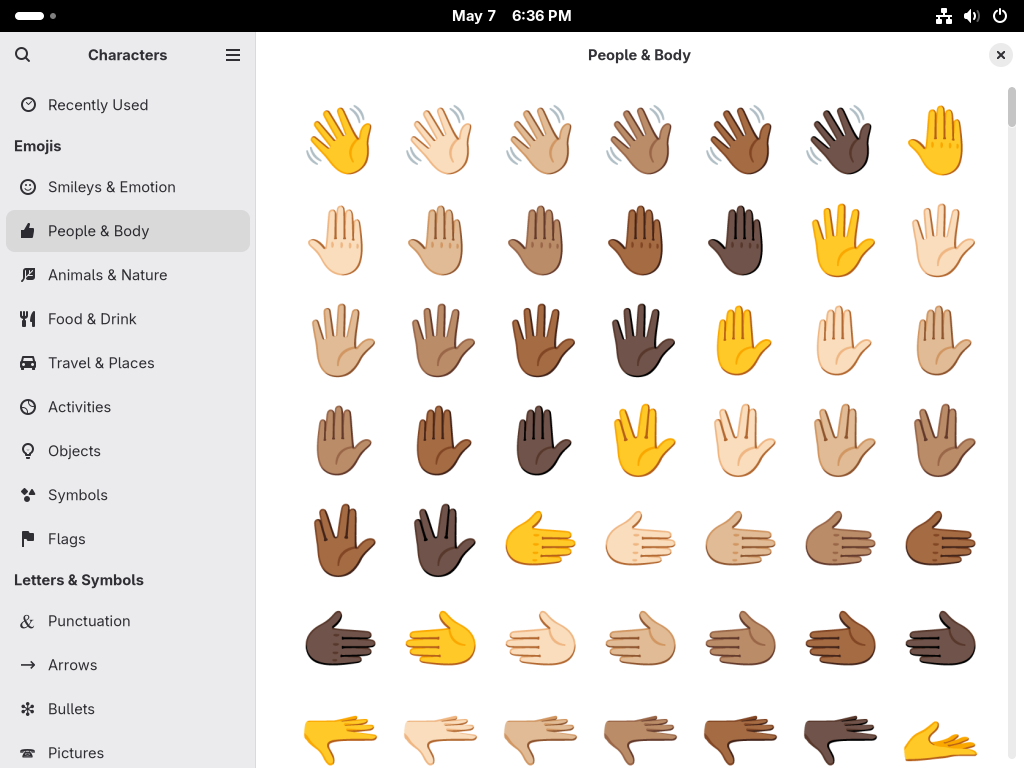 May 7 6:36 PM
Characters
People & Body
Recently Used
Emojis
Smileys & Emotion
People & Body
Animals & Nature
Food & Drink
Travel & Places
Activities
Objects
Symbols
Flags
Letters & Symbols
& Punctuation
→ Arrows
Bullets
Pictures